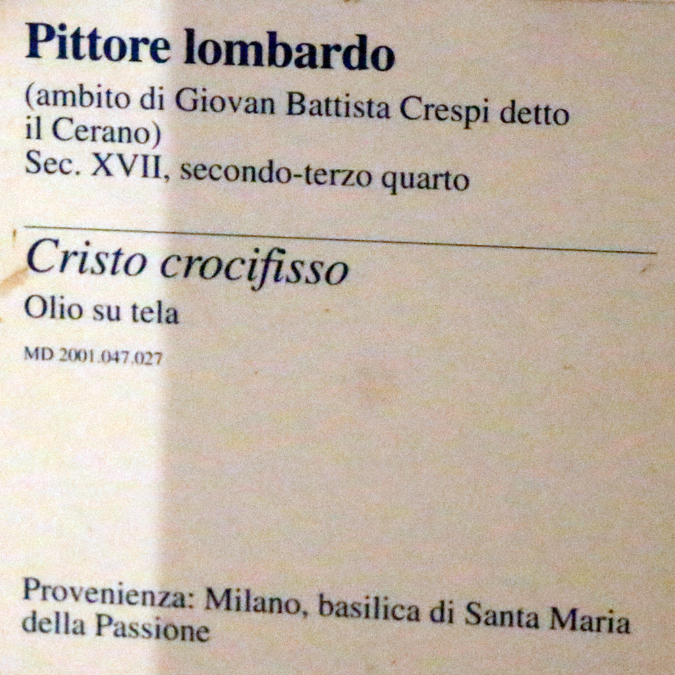 Pittore lombardo
(ambito di Giovan Battista Crespi detto
il Cerano)
Sec. XVII, secondo-terzo quarto
Cristo crocifisso
Olio su tela
MD 2001.047.027
Provenienza: Milano, basilica di Santa Maria
della Passione